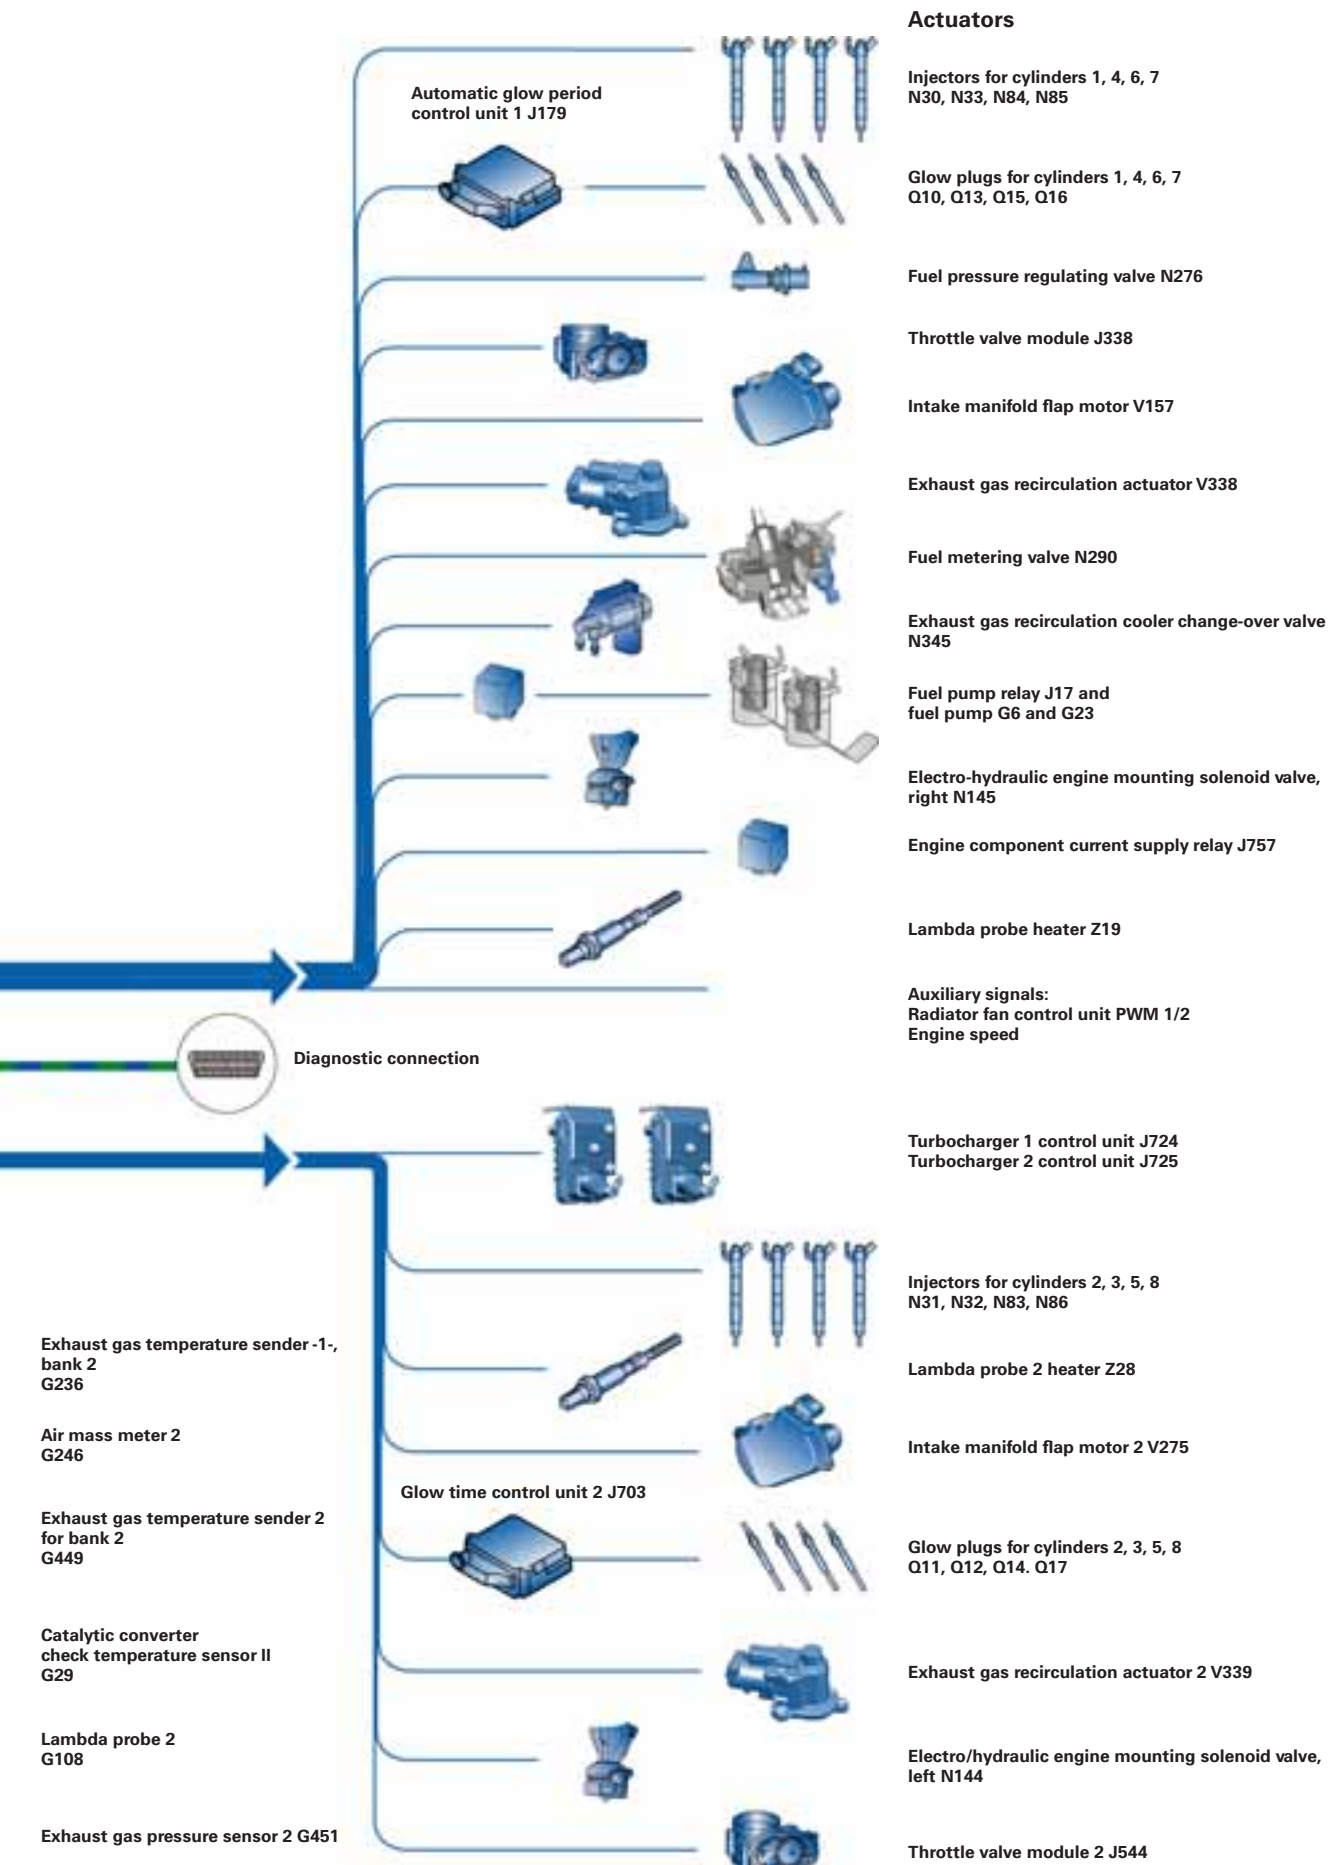 Actuators
Injectors for cylinders 1, 4, 6, 7
N30, N33, N84, N85
Automatic glow period
control unit 1 J179
Glow plugs for cylinders 1, 4, 6, 7
Q10, Q13, Q15, Q16
Fuel pressure regulating valve N276
Throttle valve module J338
Intake manifold flap motor V157
Exhaust gas recirculation actuator V338
Fuel metering valve N290
Exhaust gas recirculation cooler change-over valve
N345
Fuel pump relay J17 and
fuel pump G6 and G23
Electro-hydraulic engine mounting solenoid valve,
right N145
Engine component current supply relay J757
Lambda probe heater Z19
Auxiliary signals:
Radiator fan control unit PWM 1/2
Engine speed
Diagnostic connection
Turbocharger 1 control unit J724
Turbocharger 2 control unit J725
Injectors for cylinders 2, 3, 5, 8
N31, N32, N83, N86
Exhaust gas temperature sender -1-,
bank 2
G236
Lambda probe 2 heater Z28
Air mass meter 2
G246
Intake manifold flap motor 2 V275
Glow time control unit 2 J703
Exhaust gas temperature sender 2
for bank 2
G449
Glow plugs for cylinders 2, 3, 5, 8
Q11, Q12, Q14. Q17
Catalytic converter
check temperature sensor II
G29
Exhaust gas recirculation actuator 2 V339
Lambda probe 2
G108
Electro/hydraulic engine mounting solenoid valve,
left N144
Exhaust gas pressure sensor 2 G451
Throttle valve module 2 J544